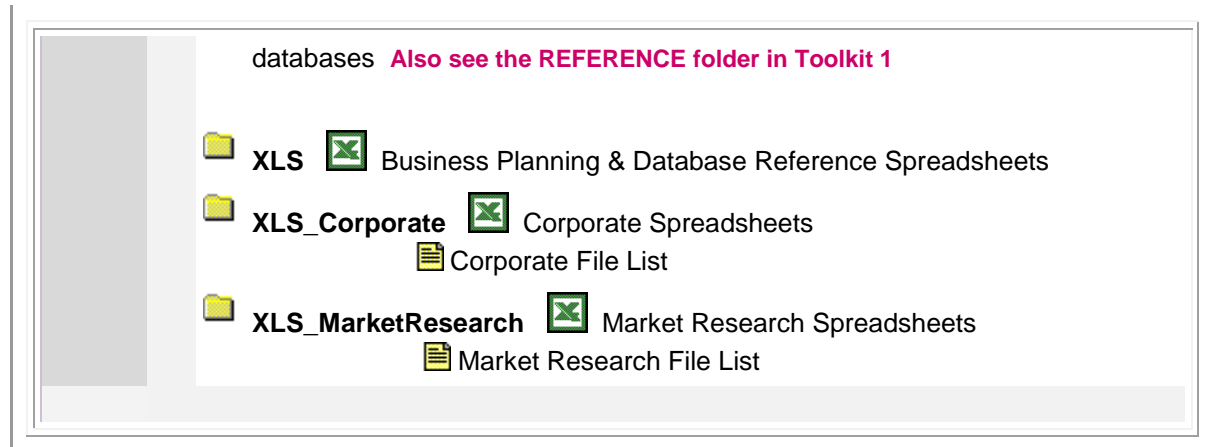 databases Also see the REFERENCE folder in Toolkit 1
XLS Business Planning & Database Reference Spreadsheets
XLS_Corporate Corporate Spreadsheets
Corporate File List
XLS_MarketResearch Market Research Spreadsheets
Market Research File List